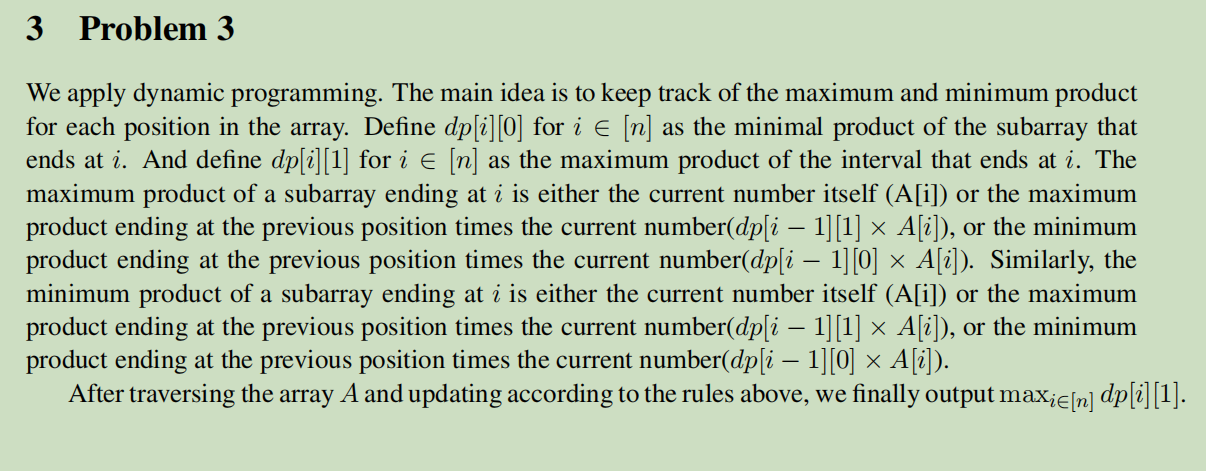 3 Problem 3
We apply dynamic programming. The main idea is to keep track of the maximum and minimum product
for each position in the array. Define dp[i][0] for i ∈ [n] as the minimal product of the subarray that
ends at i. And define dp[i][1] for i ∈ [n] as the maximum product of the interval that ends at i. The
maximum product of a subarray ending at i is either the current number itself (A[i]) or the maximum
product ending at the previous position times the current number(dp[i − 1][1] × A[i]), or the minimum
product ending at the previous position times the current number(dp[i − 1][0] × A[i]). Similarly, the
minimum product of a subarray ending at i is either the current number itself (A[i]) or the maximum
product ending at the previous position times the current number(dp[i − 1][1] × A[i]), or the minimum
product ending at the previous position times the current number(dp[i − 1][0] × A[i]).
After traversing the array A and updating according to the rules above, we finally output max_{i∈[n]} dp[i][1].